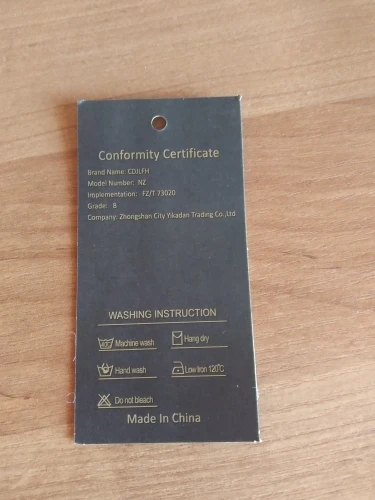 Conformity Certificate
Brand Name: CDJLFH
Model Number: NZ
Implementation: FZ/T 73020
Grade: B
Company: Zhongshan City Yikadan Trading Co.,Ltd
WASHING INSTRUCTION
Machine wash Hang dry
Hand wash Low Iron 120°C
Do not bleach
Made In China